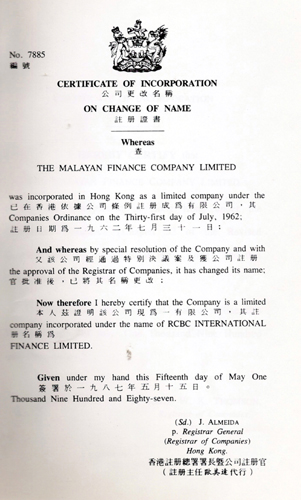 No. 7885
編號
CERTIFICATE OF INCORPORATION
公司更改名稱
ON CHANGE OF NAME
註冊證書
Whereas
查
THE MALAYAN FINANCE COMPANY LIMITED
was incorporated in Hong Kong as a limited company under the
已在香港依據公司條例註冊成為有限公司，其
Companies Ordinance on the Thirty-first day of July, 1962;
註冊日期為一九六二年七月三十一日；
And whereas by special resolution of the Company and with
又該公司經通過特別決議案及獲公司註冊
the approval of the Registrar of Companies, it has changed its name;
官批准後，已將其名稱更改；
Now therefore I hereby certify that the Company is a limited
本人茲證明該公司現為一有限公司，其註
company incorporated under the name of RCBC INTERNATIONAL
冊名稱為
FINANCE LIMITED.
Given under my hand this Fifteenth day of May One
簽署於一九八七年五月十五日。
Thousand Nine Hundred and Eighty-seven.
(Sd.) J. ALMEIDA
p. Registrar General
(Registrar of Companies)
Hong Kong.
香港註冊總署署長暨公司註冊官
（註冊主任歐美達代行）